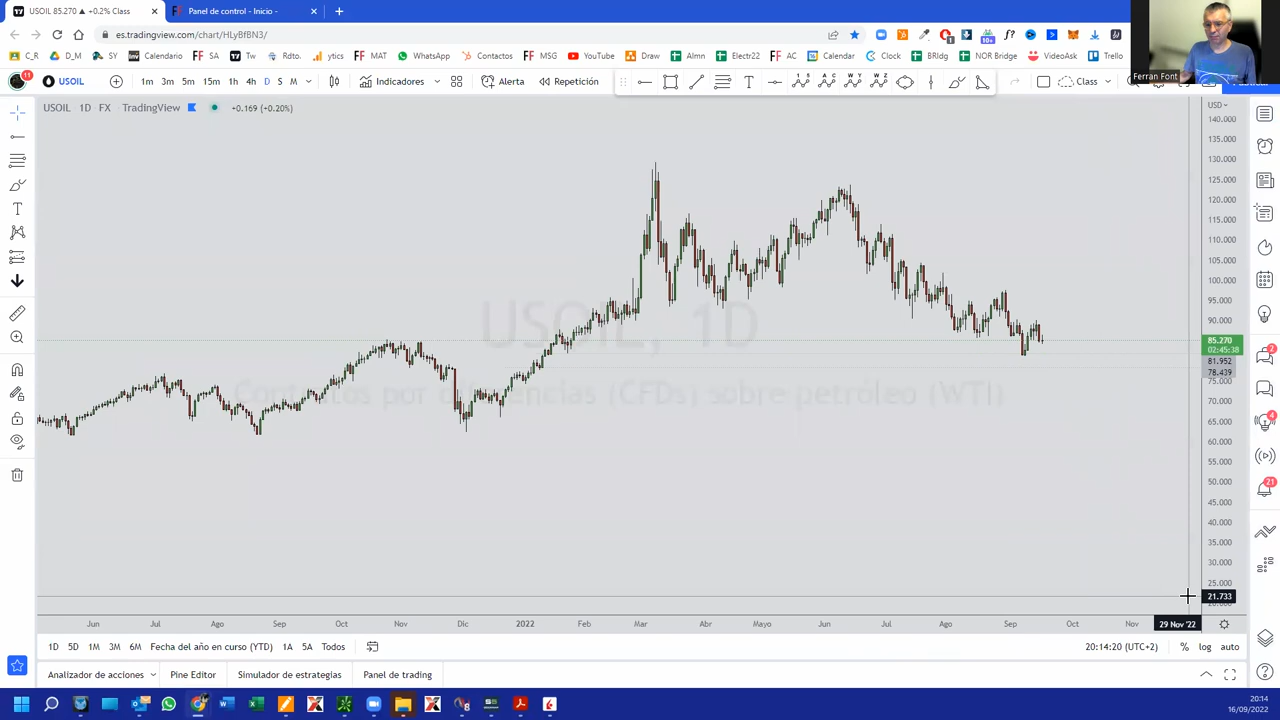 USOIL 85.270 ▲ +0.2% Class
Panel de control - Inicio -
es.tradingview.com/chart/HLyBfBN3/
C_R
D_M
SY
Calendario
FF SA
Tw
Rdto
ytics
FF MAT
WhatsApp
Contactos
FF
MSG
YouTube
Draw
Almn
Electr22
FF AC
Calendar
Clock
BRIdg
NOR Bridge
VideoAsk
Trello
Ferran Font
11
USOIL
1m 3m 5m 15m 1h 4h D S M
Indicadores
Alerta
Repetición
Class
USOIL 1D FX TradingView
+0.169 (+0.20%)
USD
140.000
135.000
130.000
125.000
120.000
115.000
110.000
105.000
100.000
95.000
90.000
85.270
02:45:38
81.952
78.439
75.000
70.000
65.000
60.000
55.000
50.000
45.000
40.000
35.000
30.000
25.000
21.733
USOIL, 1D
Contratos por diferencias (CFDs) sobre petróleo (WTI)
Jun Jul Ago Sep Oct Nov Dic 2022 Feb Mar Abr Mayo Jun Jul Ago Sep Oct Nov 29 Nov '22
1D 5D 1M 3M 6M Fecha del año en curso (YTD) 1A 5A Todos
20:14:20 (UTC+2)
% log auto
Analizador de acciones
Pine Editor
Simulador de estrategias
Panel de trading
2
4
21
20:14
16/09/2022